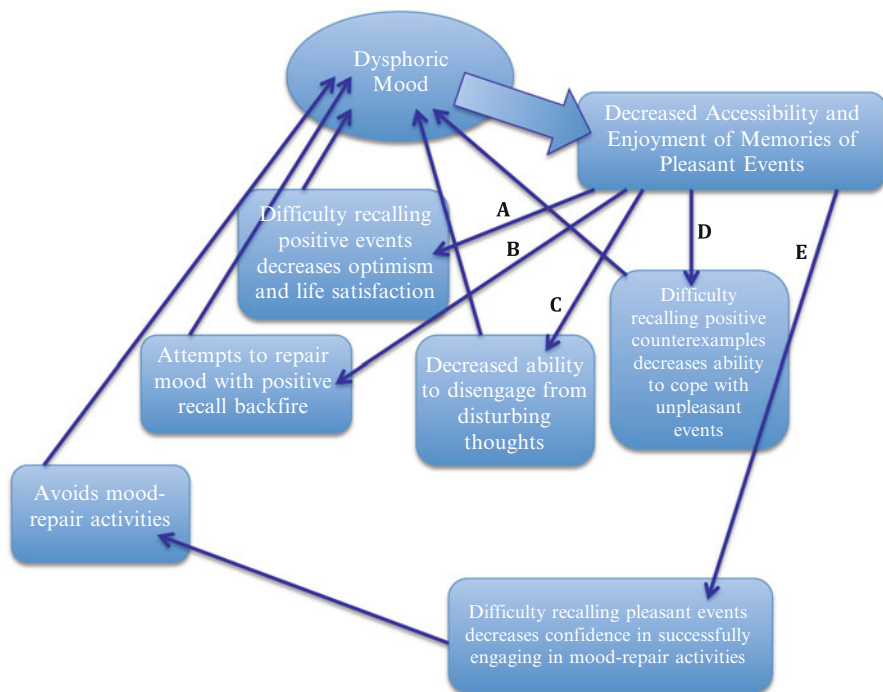 Dysphoric
Mood
Decreased Accessibility and
Enjoyment of Memories of
Pleasant Events
A
B
C
D
E
Difficulty recalling
positive events
decreases optimism
and life satisfaction
Attempts to repair
mood with positive
recall backfire
Decreased ability
to disengage from
disturbing
thoughts
Difficulty
recalling positive
counterexamples
decreases ability
to cope with
unpleasant
events
Avoids mood-
repair activities
Difficulty recalling pleasant events
decreases confidence in successfully
engaging in mood-repair activities